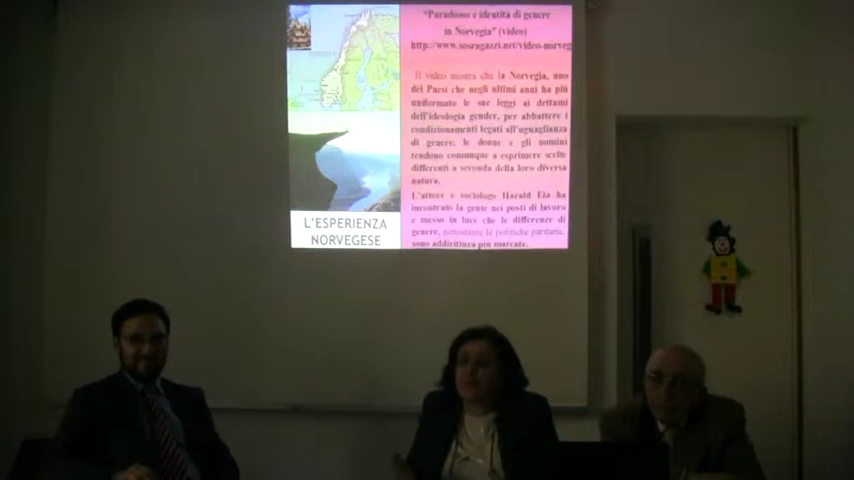 "Paradosso e identità di genere
in Norvegia" (video)
http://www.sosragazzi.net/video-norveg
Il video mostra che la Norvegia, uno
dei Paesi che negli ultimi anni ha più
uniformato le sue leggi ai dettami
dell'ideologia gender, per abbattere i
condizionamenti legati all'uguaglianza
di genere, le donne e gli uomini
tendono comunque a esprimere scelte
differenti a seconda della loro diversa
natura.
L'attore e sociologo Harald Eia ha
incontrato la gente nei posti di lavoro
e messo in luce che le differenze di
genere, nonostante le politiche paritarie,
sono addirittura più marcate.
L'ESPERIENZA
NORVEGESE